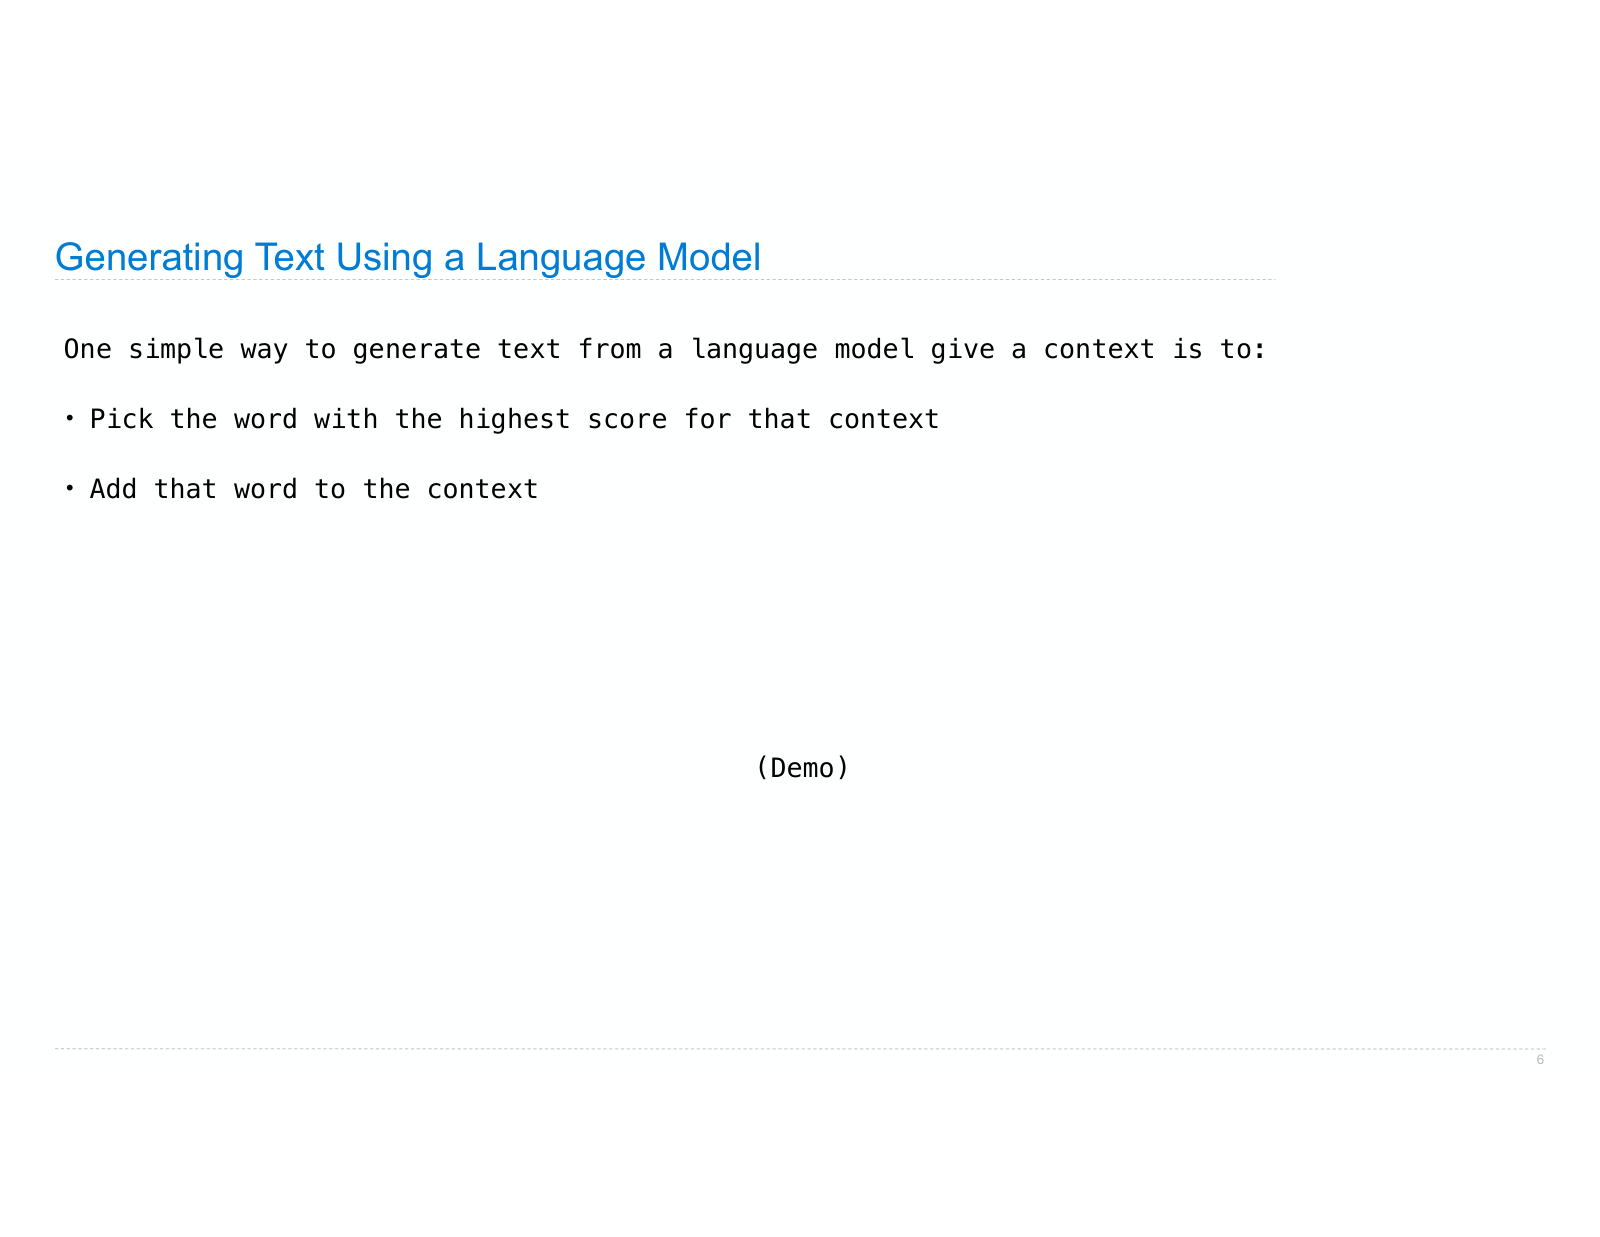 Generating Text Using a Language Model
One simple way to generate text from a language model give a context is to:
• Pick the word with the highest score for that context
• Add that word to the context
(Demo)
6